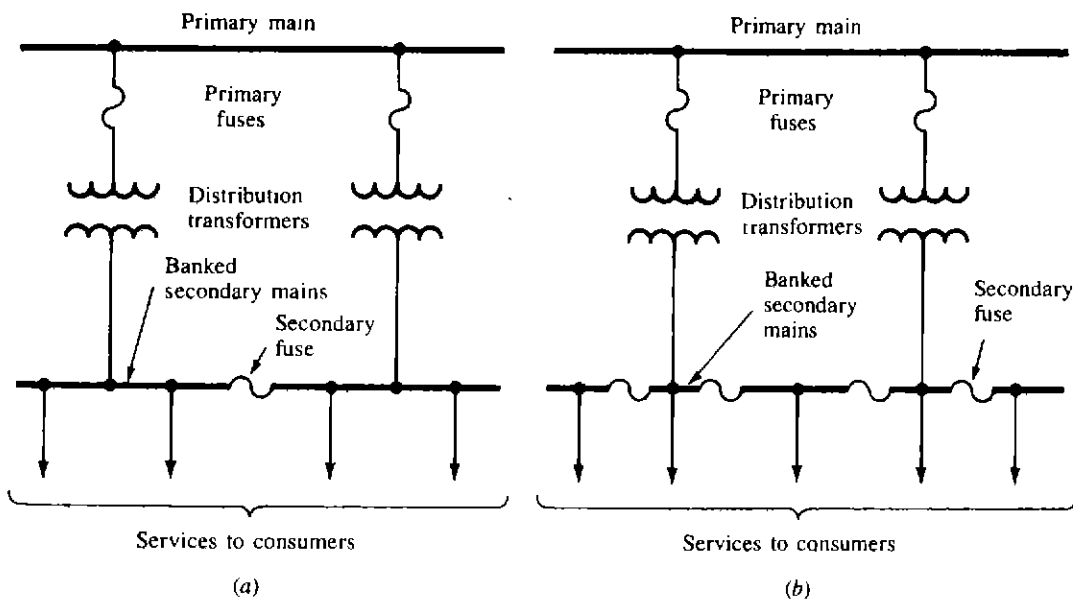 Primary main
Primary
fuses
Distribution
transformers
Banked
secondary mains
Secondary
fuse
Services to consumers
(a)
Primary main
Primary
fuses
Distribution
transformers
Banked
secondary
mains
Secondary
fuse
Services to consumers
(b)